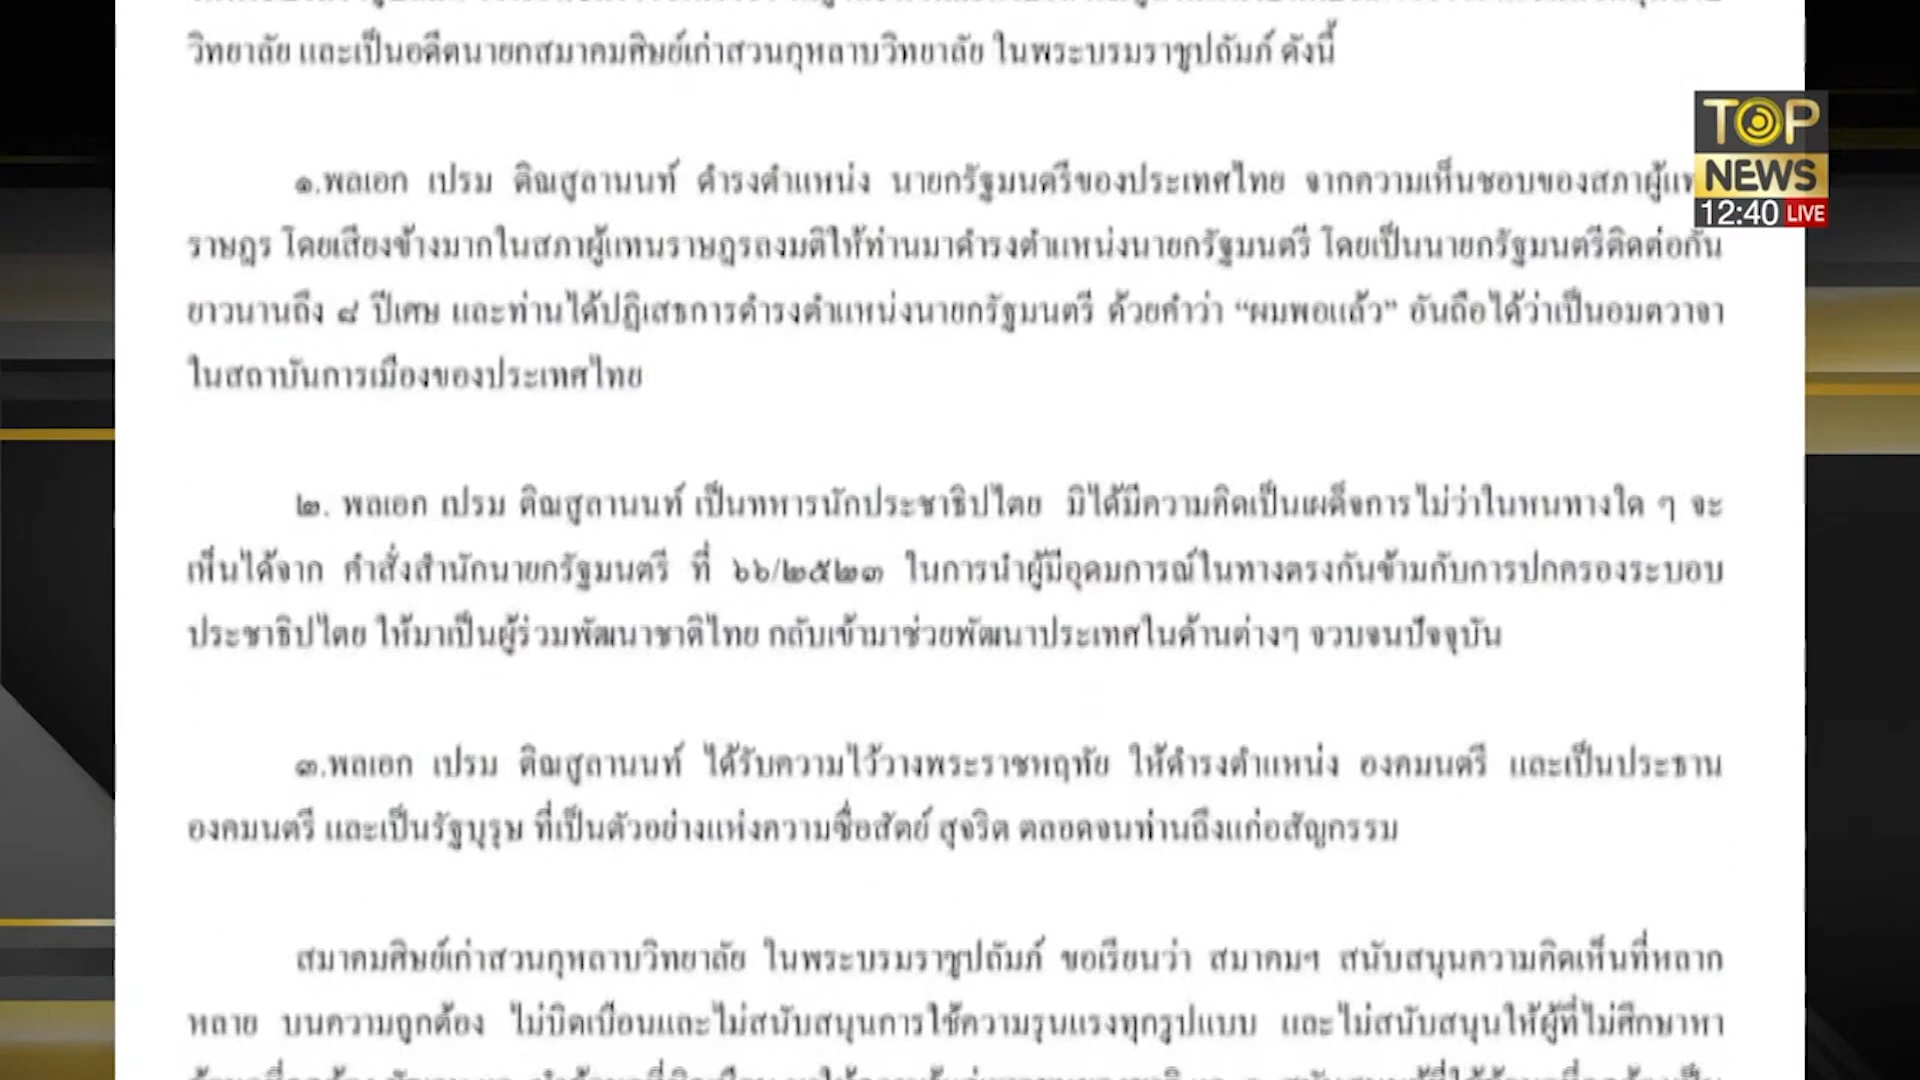 วิทยาลัย และเป็นอดีตนายกสมาคมศิษย์เก่าสวนกุหลาบวิทยาลัย ในพระบรมราชูปถัมภ์ ดังนี้
๑.พลเอก เปรม ติณสูลานนท์ ดำรงตำแหน่ง นายกรัฐมนตรีของประเทศไทย จากความเห็นชอบของสภาผู้แท
ราษฎร โดยเสียงข้างมากในสภาผู้แทนราษฎรลงมติให้ท่านมาดำรงตำแหน่งนายกรัฐมนตรี โดยเป็นนายกรัฐมนตรีติดต่อกัน
ยาวนานถึง ๘ ปีเศษ และท่านได้ปฏิเสธการดำรงตำแหน่งนายกรัฐมนตรี ด้วยคำว่า “ผมพอแล้ว” อันถือได้ว่าเป็นอมตวาจา
ในสถาบันการเมืองของประเทศไทย
๒. พลเอก เปรม ติณสูลานนท์ เป็นทหารนักประชาธิปไตย มิได้มีความคิดเป็นเผด็จการ ไม่ว่าในหนทางใด ๆ จะ
เห็นได้จาก คำสั่งสำนักนายกรัฐมนตรี ที่ ๖๖/๒๕๒๓ ในการนำผู้มีอุดมการณ์ในทางตรงกันข้ามกับการปกครองระบอบ
ประชาธิปไตย ให้มาเป็นผู้ร่วมพัฒนาชาติไทย กลับเข้ามาช่วยพัฒนาประเทศในด้านต่างๆ จวบจนปัจจุบัน
๓.พลเอก เปรม ติณสูลานนท์ ได้รับความไว้วางพระราชหฤทัย ให้ดำรงตำแหน่ง องคมนตรี และเป็นประธาน
องคมนตรี และเป็นรัฐบุรุษ ที่เป็นตัวอย่างแห่งความซื่อสัตย์ สุจริต ตลอดจนท่านถึงแก่อสัญกรรม
สมาคมศิษย์เก่าสวนกุหลาบวิทยาลัย ในพระบรมราชูปถัมภ์ ขอเรียนว่า สมาคมฯ สนับสนุนความคิดเห็นที่หลาก
หลาย บนความถูกต้อง ไม่บิดเบือนและไม่สนับสนุนการใช้ความรุนแรงทุกรูปแบบ และไม่สนับสนุนให้ผู้ที่ไม่ศึกษาหา
TOP
NEWS
12:40 LIVE